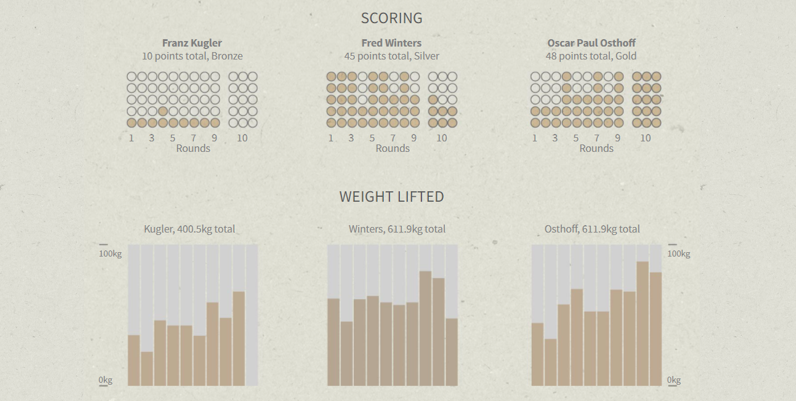 SCORING
Franz Kugler
10 points total, Bronze
Fred Winters
45 points total, Silver
Oscar Paul Osthoff
48 points total, Gold
1 3 5 7 9 10
Rounds
1 3 5 7 9 10
Rounds
1 3 5 7 9 10
Rounds
WEIGHT LIFTED
Kugler, 400.5kg total
Winters, 611.9kg total
Osthoff, 611.9kg total
100kg
100kg
0kg
0kg